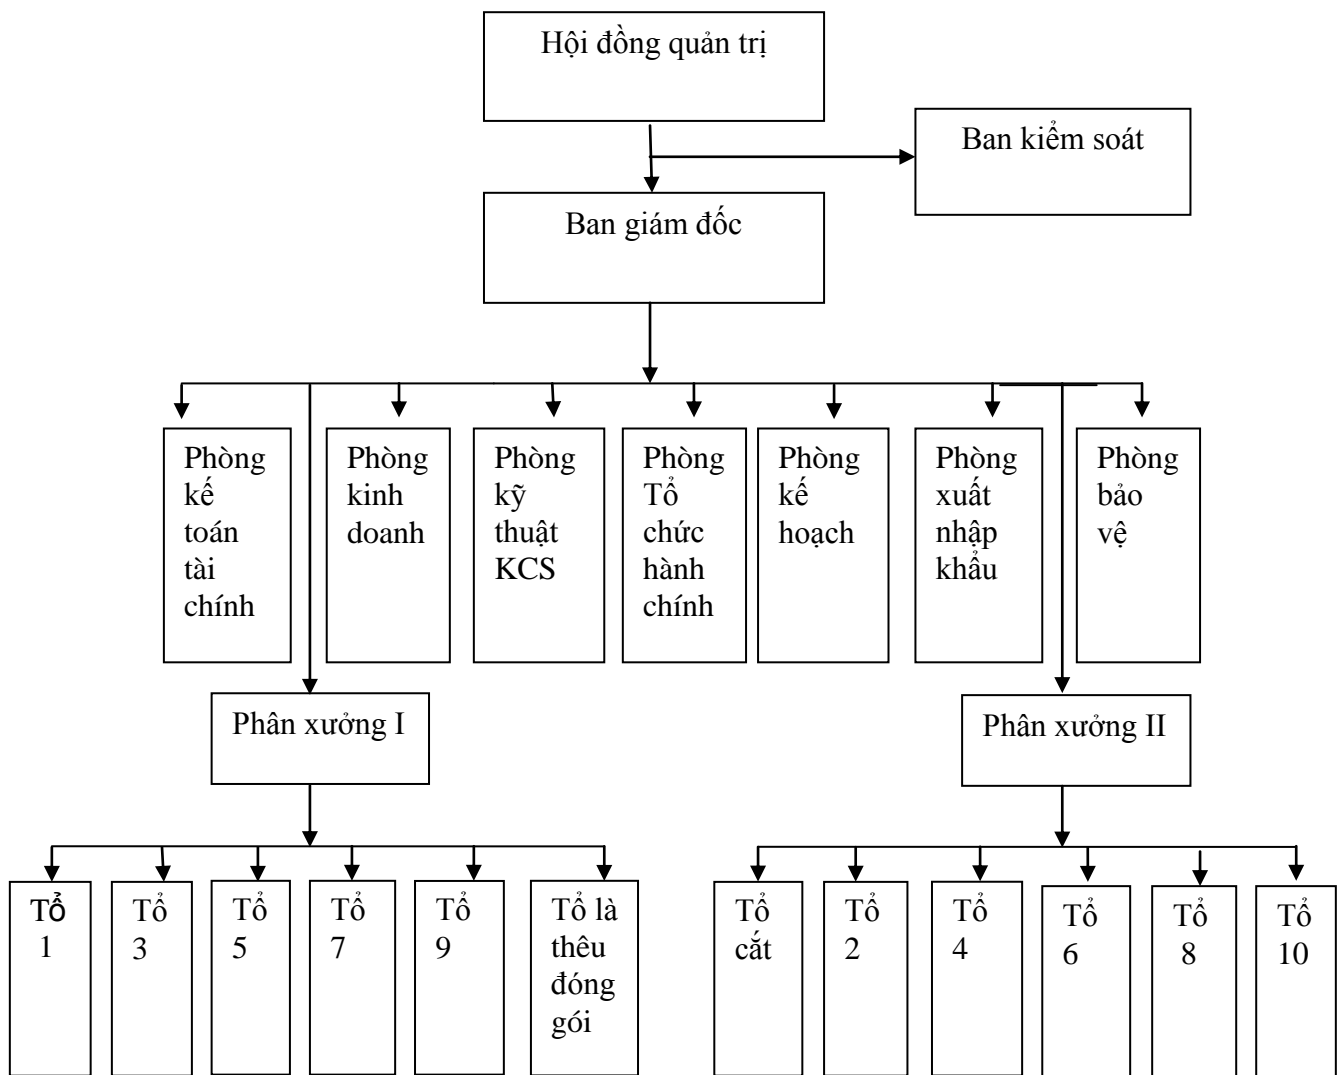 Hội đồng quản trị
Ban kiểm soát
Ban giám đốc
Phòng
kế
toán
tài
chính
Phòng
kinh
doanh
Phòng
kỹ
thuật
KCS
Phòng
Tổ
chức
hành
chính
Phòng
kế
hoạch
Phòng
xuất
nhập
khẩu
Phòng
bảo
vệ
Phân xưởng I
Phân xưởng II
Tổ
1
Tổ
3
Tổ
5
Tổ
7
Tổ
9
Tổ là
thêu
đóng
gói
Tổ
cắt
Tổ
2
Tổ
4
Tổ
6
Tổ
8
Tổ
10